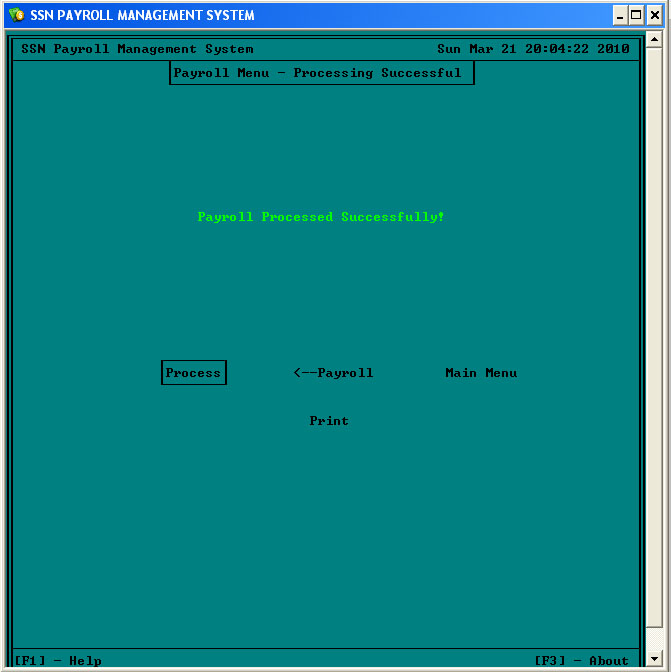 SSN PAYROLL MANAGEMENT SYSTEM
SSN Payroll Management System Sun Mar 21 20:04:22 2010
Payroll Menu - Processing Successful
Payroll Processed Successfully!
Process <--Payroll Main Menu
Print
[F1] - Help [F3] - About